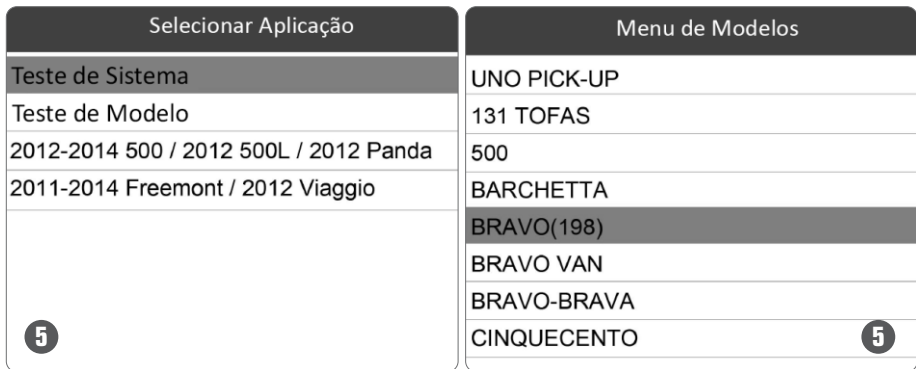 Selecionar Aplicação
Teste de Sistema
Teste de Modelo
2012-2014 500 / 2012 500L / 2012 Panda
2011-2014 Freemont / 2012 Viaggio
5
Menu de Modelos
UNO PICK-UP
131 TOFAS
500
BARCHETTA
BRAVO(198)
BRAVO VAN
BRAVO-BRAVA
CINQUECENTO
5